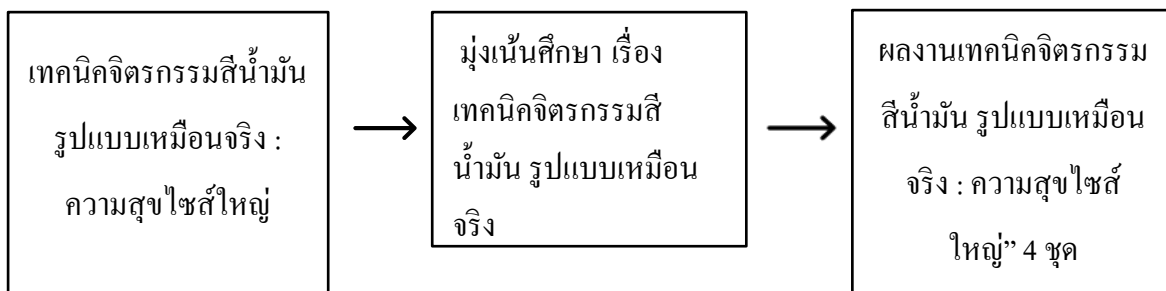 เทคนิคจิตรกรรมสีน้ำมัน
รูปแบบเหมือนจริง :
ความสุขไซส์ใหญ่
มุ่งเน้นศึกษา เรื่อง
เทคนิคจิตรกรรมสี
น้ำมัน รูปแบบเหมือน
จริง
ผลงานเทคนิคจิตรกรรม
สีน้ำมัน รูปแบบเหมือน
จริง : ความสุขไซส์
ใหญ่” 4 ชุด